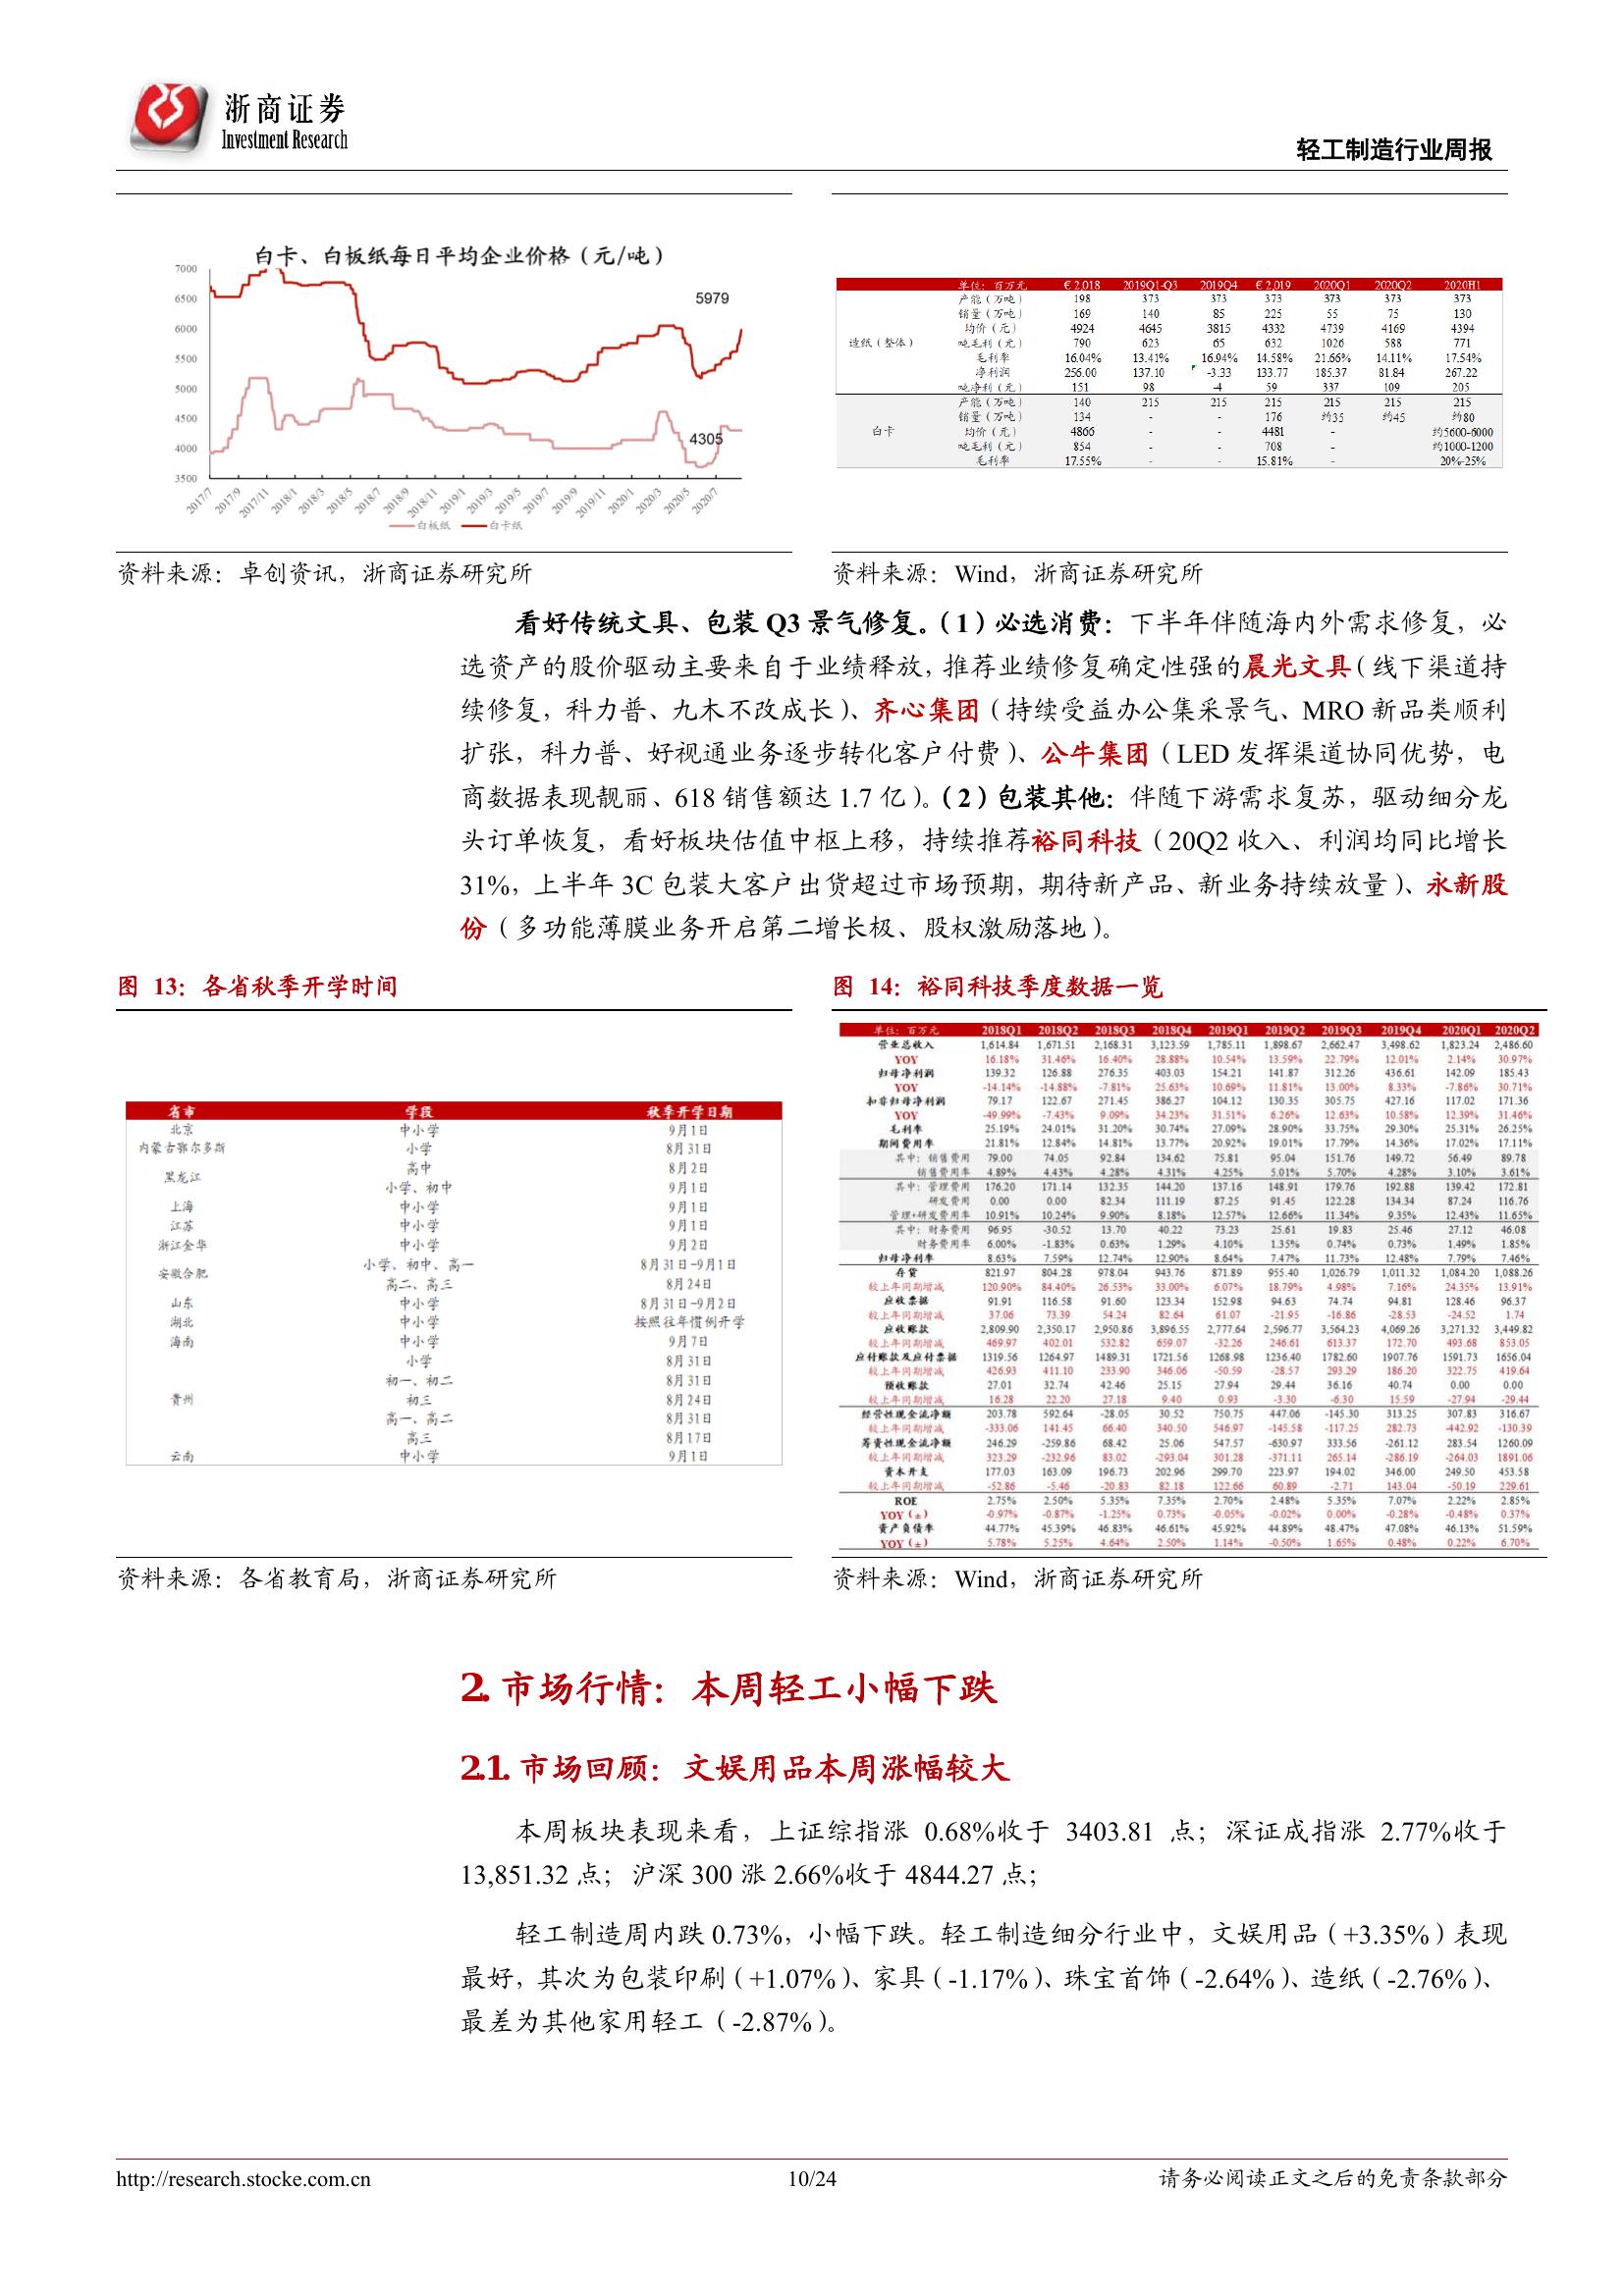 浙商证券
Investment Research
轻工制造行业周报
白卡、白板纸每日平均企业价格（元/吨）
7000
6500
6000
5500
5000
4500
4000
3500
5979
4305
2017/7 2017/9 2017/11 2018/1 2018/3 2018/5 2018/7 2018/9 2018/11 2019/1 2019/3 2019/5 2019/7 2019/9 2019/11 2020/1 2020/3 2020/5 2020/7
白板纸 白卡纸
单位：百万元 € 2,018 2019Q1-Q3 2019Q4 € 2,019 2020Q1 2020Q2 2020H1
产能（万吨） 198 373 373 373 373 373 373
销量（万吨） 169 140 85 225 55 75 130
均价（元） 4924 4645 3815 4332 4739 4169 4394
造纸（整体） 吨毛利（元） 790 623 65 632 1026 588 771
毛利率 16.04% 13.41% 16.94% 14.58% 21.66% 14.11% 17.54%
净利润 256.00 137.10 -3.33 133.77 185.37 81.84 267.22
吨净利（元） 151 98 -4 59 337 109 205
产能（万吨） 140 215 215 215 215 215 215
销量（万吨） 134 - - 176 约35 约45 约80
白卡 均价（元） 4866 - - 4481 - 约5600-6000
吨毛利（元） 854 - - 708 - 约1000-1200
毛利率 17.55% - - 15.81% - 20%-25%
资料来源：卓创资讯，浙商证券研究所
资料来源：Wind，浙商证券研究所
看好传统文具、包装 Q3 景气修复。（1）必选消费：下半年伴随海内外需求修复，必
选资产的股价驱动主要来自于业绩释放，推荐业绩修复确定性强的晨光文具（线下渠道持
续修复，科力普、九木不改成长）、齐心集团（持续受益办公集采景气、MRO 新品类顺利
扩张，科力普、好视通业务逐步转化客户付费）、公牛集团（LED 发挥渠道协同优势，电
商数据表现靓丽、618 销售额达 1.7 亿）。（2）包装其他：伴随下游需求复苏，驱动细分龙
头订单恢复，看好板块估值中枢上移，持续推荐裕同科技（20Q2 收入、利润均同比增长
31%，上半年 3C 包装大客户出货超过市场预期，期待新产品、新业务持续放量）、永新股
份（多功能薄膜业务开启第二增长极、股权激励落地）。
图 13：各省秋季开学时间
省市 学段 秋季开学日期
北京 中小学 9月1日
内蒙古鄂尔多斯 小学 8月31日
黑龙江 高中 8月2日
小学、初中 9月1日
上海 中小学 9月1日
江苏 中小学 9月1日
浙江金华 中小学 9月2日
安徽合肥 小学、初中、高一 8月31日-9月1日
高二、高三 8月24日
山东 中小学 8月31日-9月2日
湖北 中小学 按照往年惯例开学
海南 中小学 9月7日
小学 8月31日
初一、初二 8月31日
贵州 初三 8月24日
高一、高二 8月31日
高三 8月17日
云南 中小学 9月1日
资料来源：各省教育局，浙商证券研究所
图 14：裕同科技季度数据一览
单位：百万元 2018Q1 2018Q2 2018Q3 2018Q4 2019Q1 2019Q2 2019Q3 2019Q4 2020Q1 2020Q2
营业总收入 1,614.84 1,671.51 2,168.31 3,123.59 1,785.11 1,898.67 2,662.47 3,498.62 1,823.24 2,486.60
YOY 16.18% 31.46% 16.40% 28.88% 10.54% 13.59% 22.79% 12.01% 2.14% 30.97%
归母净利润 139.32 126.88 276.35 403.03 154.21 141.87 312.26 436.61 142.09 185.43
YOY -14.14% -14.88% -7.81% 25.63% 10.69% 11.81% 13.00% 8.33% -7.86% 30.71%
扣非归母净利润 79.17 122.67 271.45 386.27 104.12 130.35 305.75 427.16 117.02 171.36
YOY -49.99% -7.43% 9.09% 34.23% 31.51% 6.26% 12.63% 10.58% 12.39% 31.46%
毛利率 25.19% 24.01% 31.20% 30.74% 27.09% 28.90% 33.75% 29.30% 25.31% 26.25%
期间费用率 21.81% 12.84% 14.81% 13.77% 20.92% 19.01% 17.79% 14.36% 17.02% 17.11%
其中：销售费用 79.00 74.05 92.84 134.62 75.81 95.04 151.76 149.72 56.49 89.78
销售费用率 4.89% 4.43% 4.28% 4.31% 4.25% 5.01% 5.70% 4.28% 3.10% 3.61%
其中：管理费用 176.20 171.14 132.35 144.20 137.16 148.91 179.76 192.88 139.42 172.81
研发费用 0.00 0.00 82.34 111.19 87.25 91.45 122.28 134.34 87.24 116.76
管理+研发费用率 10.91% 10.24% 9.90% 8.18% 12.57% 12.66% 11.34% 9.35% 12.43% 11.65%
其中：财务费用 96.95 -30.52 13.70 40.22 73.23 25.61 19.83 25.46 27.12 46.08
财务费用率 6.00% -1.83% 0.63% 1.29% 4.10% 1.35% 0.74% 0.73% 1.49% 1.85%
归母净利率 8.63% 7.59% 12.74% 12.90% 8.64% 7.47% 11.73% 12.48% 7.79% 7.46%
存货 821.97 804.28 978.04 943.76 871.89 955.40 1,026.79 1,011.32 1,084.20 1,088.26
较上年同期增减 120.90% 84.40% 26.53% 33.00% 6.07% 18.79% 4.98% 7.16% 24.35% 13.91%
应收票据 91.91 116.58 91.60 123.34 152.98 94.63 74.74 94.81 128.46 96.37
较上年同期增减 37.06 73.39 54.24 82.64 61.07 -21.95 -16.86 -28.53 -24.52 1.74
应收账款 2,809.90 2,350.17 2,950.86 3,896.55 2,777.64 2,596.77 3,564.23 4,069.26 3,271.32 3,449.82
较上年同期增减 469.97 402.01 532.82 659.07 -32.26 246.61 613.37 172.70 493.68 853.05
应付账款及应付票据 1319.56 1264.97 1489.31 1721.56 1268.98 1236.40 1782.60 1907.76 1591.73 1656.04
较上年同期增减 426.93 411.10 233.90 346.06 -50.59 -28.57 293.29 186.20 322.75 419.64
预收账款 27.01 32.74 42.46 25.15 27.94 29.44 36.16 40.74 0.00 0.00
较上年同期增减 16.28 22.20 27.18 9.40 0.93 -3.30 -6.30 15.59 -27.94 -29.44
经营性现金流净额 203.78 592.64 -28.05 30.52 750.75 447.06 -145.30 313.25 307.83 316.67
较上年同期增减 -333.06 141.45 66.40 340.50 546.97 -145.58 -117.25 282.73 -442.92 -130.39
筹资性现金流净额 246.29 -259.86 68.42 25.06 547.57 -630.97 333.56 -261.12 283.54 1260.09
较上年同期增减 323.29 -232.96 83.02 -293.04 301.28 -371.11 265.14 -286.19 -264.03 1891.06
资本开支 177.03 163.09 196.73 202.96 299.70 223.97 194.02 346.00 249.50 453.58
较上年同期增减 -52.86 -5.46 -20.83 82.18 122.66 60.89 -2.71 143.04 -50.19 229.61
ROE 2.75% 2.50% 5.35% 7.35% 2.70% 2.48% 5.35% 7.07% 2.22% 2.85%
YOY（±） -0.97% -0.87% -1.25% 0.73% -0.05% -0.02% 0.00% -0.28% -0.48% 0.37%
资产负债率 44.77% 45.39% 46.83% 46.61% 45.92% 44.89% 48.47% 47.08% 46.13% 51.59%
YOY（±） 5.78% 5.25% 4.64% 2.50% 1.14% -0.50% 1.65% 0.48% 0.22% 6.70%
资料来源：Wind，浙商证券研究所
2. 市场行情：本周轻工小幅下跌
2.1. 市场回顾：文娱用品本周涨幅较大
本周板块表现来看，上证综指涨 0.68%收于 3403.81 点；深证成指涨 2.77%收于
13,851.32 点；沪深 300 涨 2.66%收于 4844.27 点；
轻工制造周内跌 0.73%，小幅下跌。轻工制造细分行业中，文娱用品（+3.35%）表现
最好，其次为包装印刷（+1.07%）、家具（-1.17%）、珠宝首饰（-2.64%）、造纸（-2.76%）、
最差为其他家用轻工（-2.87%）。
http://research.stocke.com.cn
10/24
请务必阅读正文之后的免责条款部分